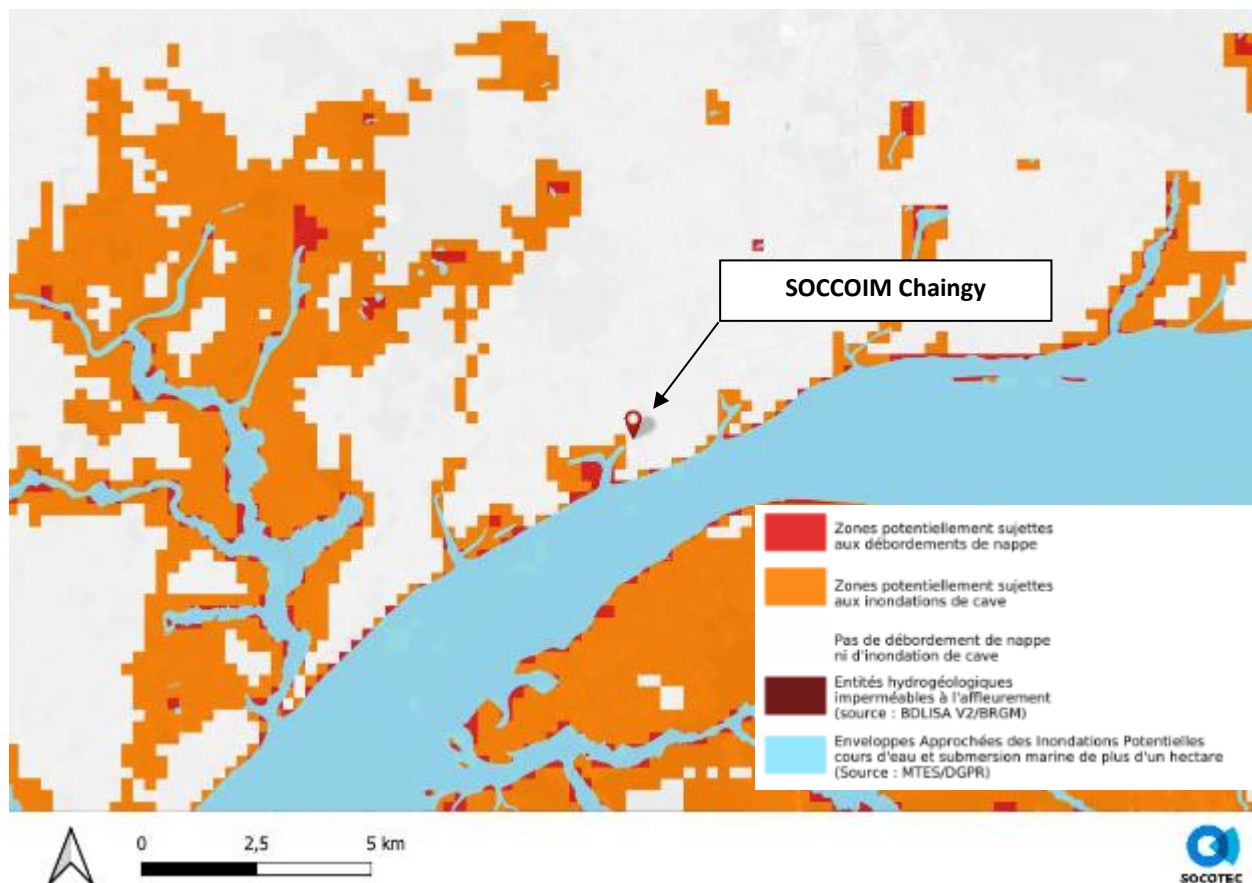 SOCCOIM Chaingy
Zones potentiellement sujettes
aux débordements de nappe
Zones potentiellement sujettes
aux inondations de cave
Pas de débordement de nappe
ni d'inondation de cave
Entités hydrogéologiques
imperméables à l'affleurement
(source : BDLISA V2/BRGM)
Enveloppes Approchées des Inondations Potentielles
cours d'eau et submersion marine de plus d'un hectare
(Source : MTES/DGPR)
0 2,5 5 km
SOCOTEC